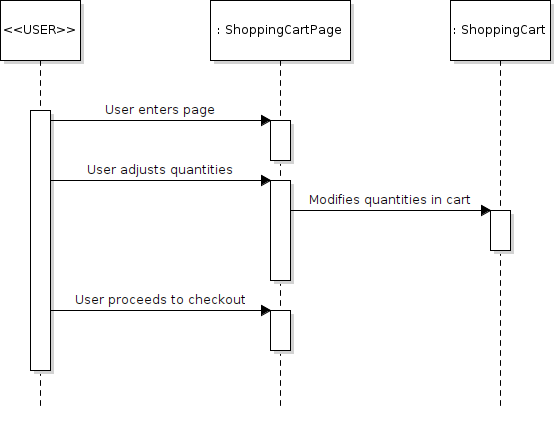 <<USER>>
: ShoppingCartPage
: ShoppingCart
User enters page
User adjusts quantities
Modifies quantities in cart
User proceeds to checkout